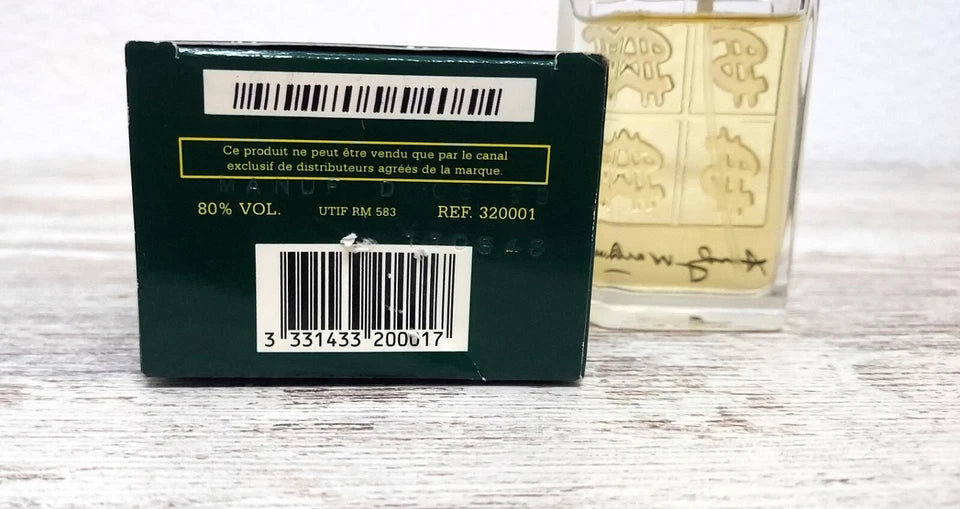 Ce produit ne peut être vendu que par le canal
exclusif de distributeurs agréés de la marque.
MANUF D
80% VOL. UTIF RM 583 REF. 320001
3 331433 200017